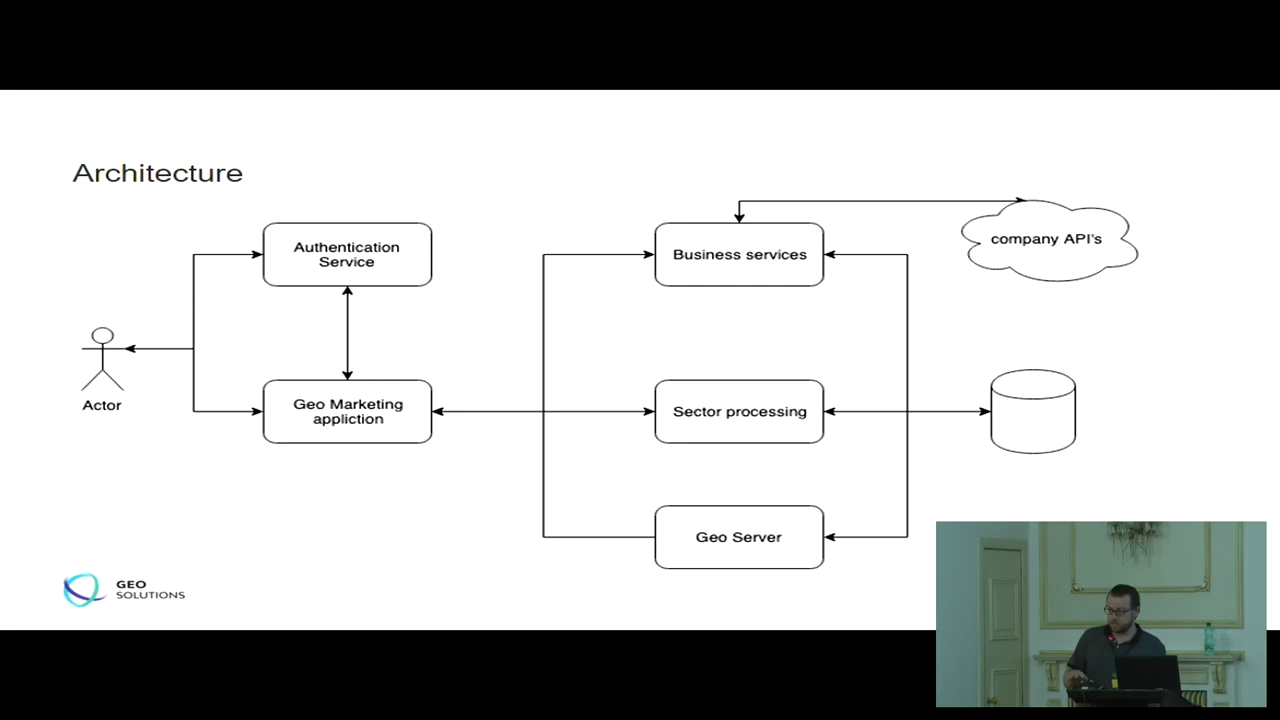 Architecture
Authentication
Service
Business services
company API's
Actor
Geo Marketing
appliction
Sector processing
Geo Server
GEO
SOLUTIONS